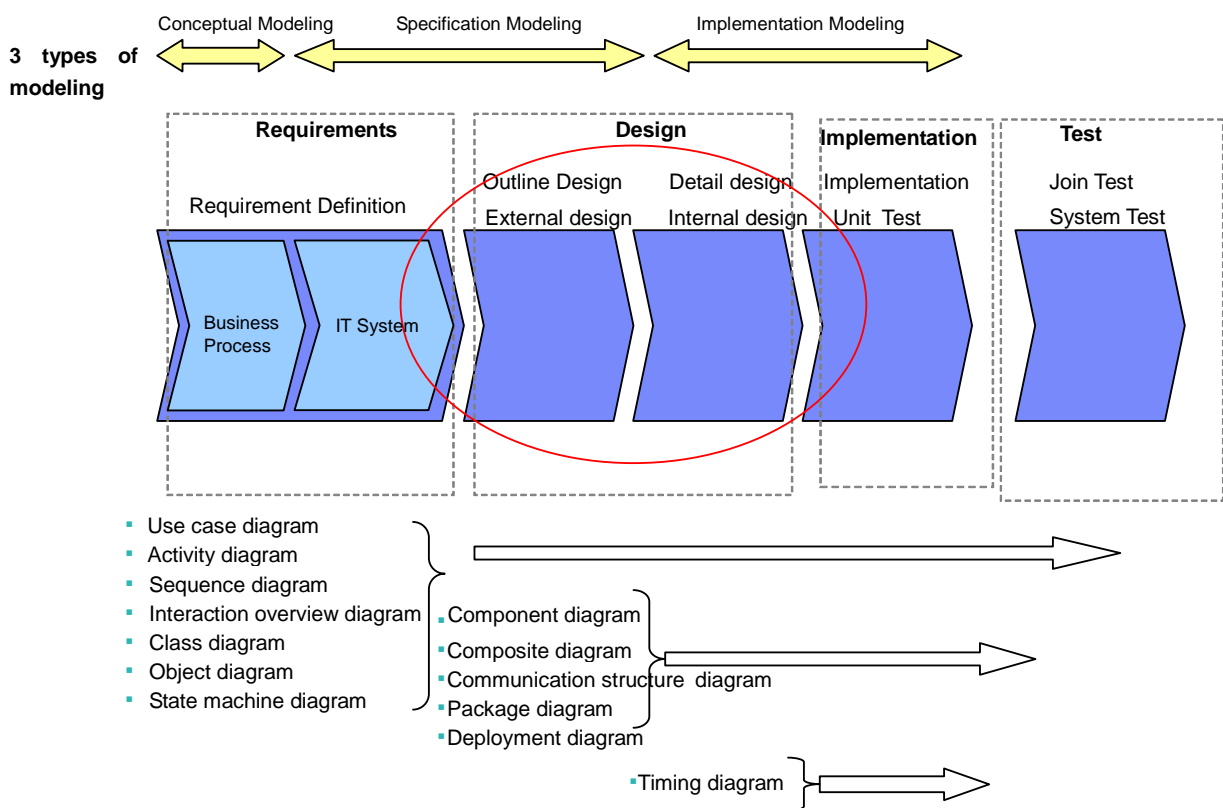 Conceptual Modeling
Specification Modeling
Implementation Modeling
3 types of
modeling
Requirements
Design
Implementation
Test
Requirement Definition
Outline Design
External design
Detail design
Internal design
Implementation
Unit Test
Join Test
System Test
Business
Process
IT System
Use case diagram
Activity diagram
Sequence diagram
Interaction overview diagram
Class diagram
Object diagram
State machine diagram
Component diagram
Composite diagram
Communication structure diagram
Package diagram
Deployment diagram
Timing diagram